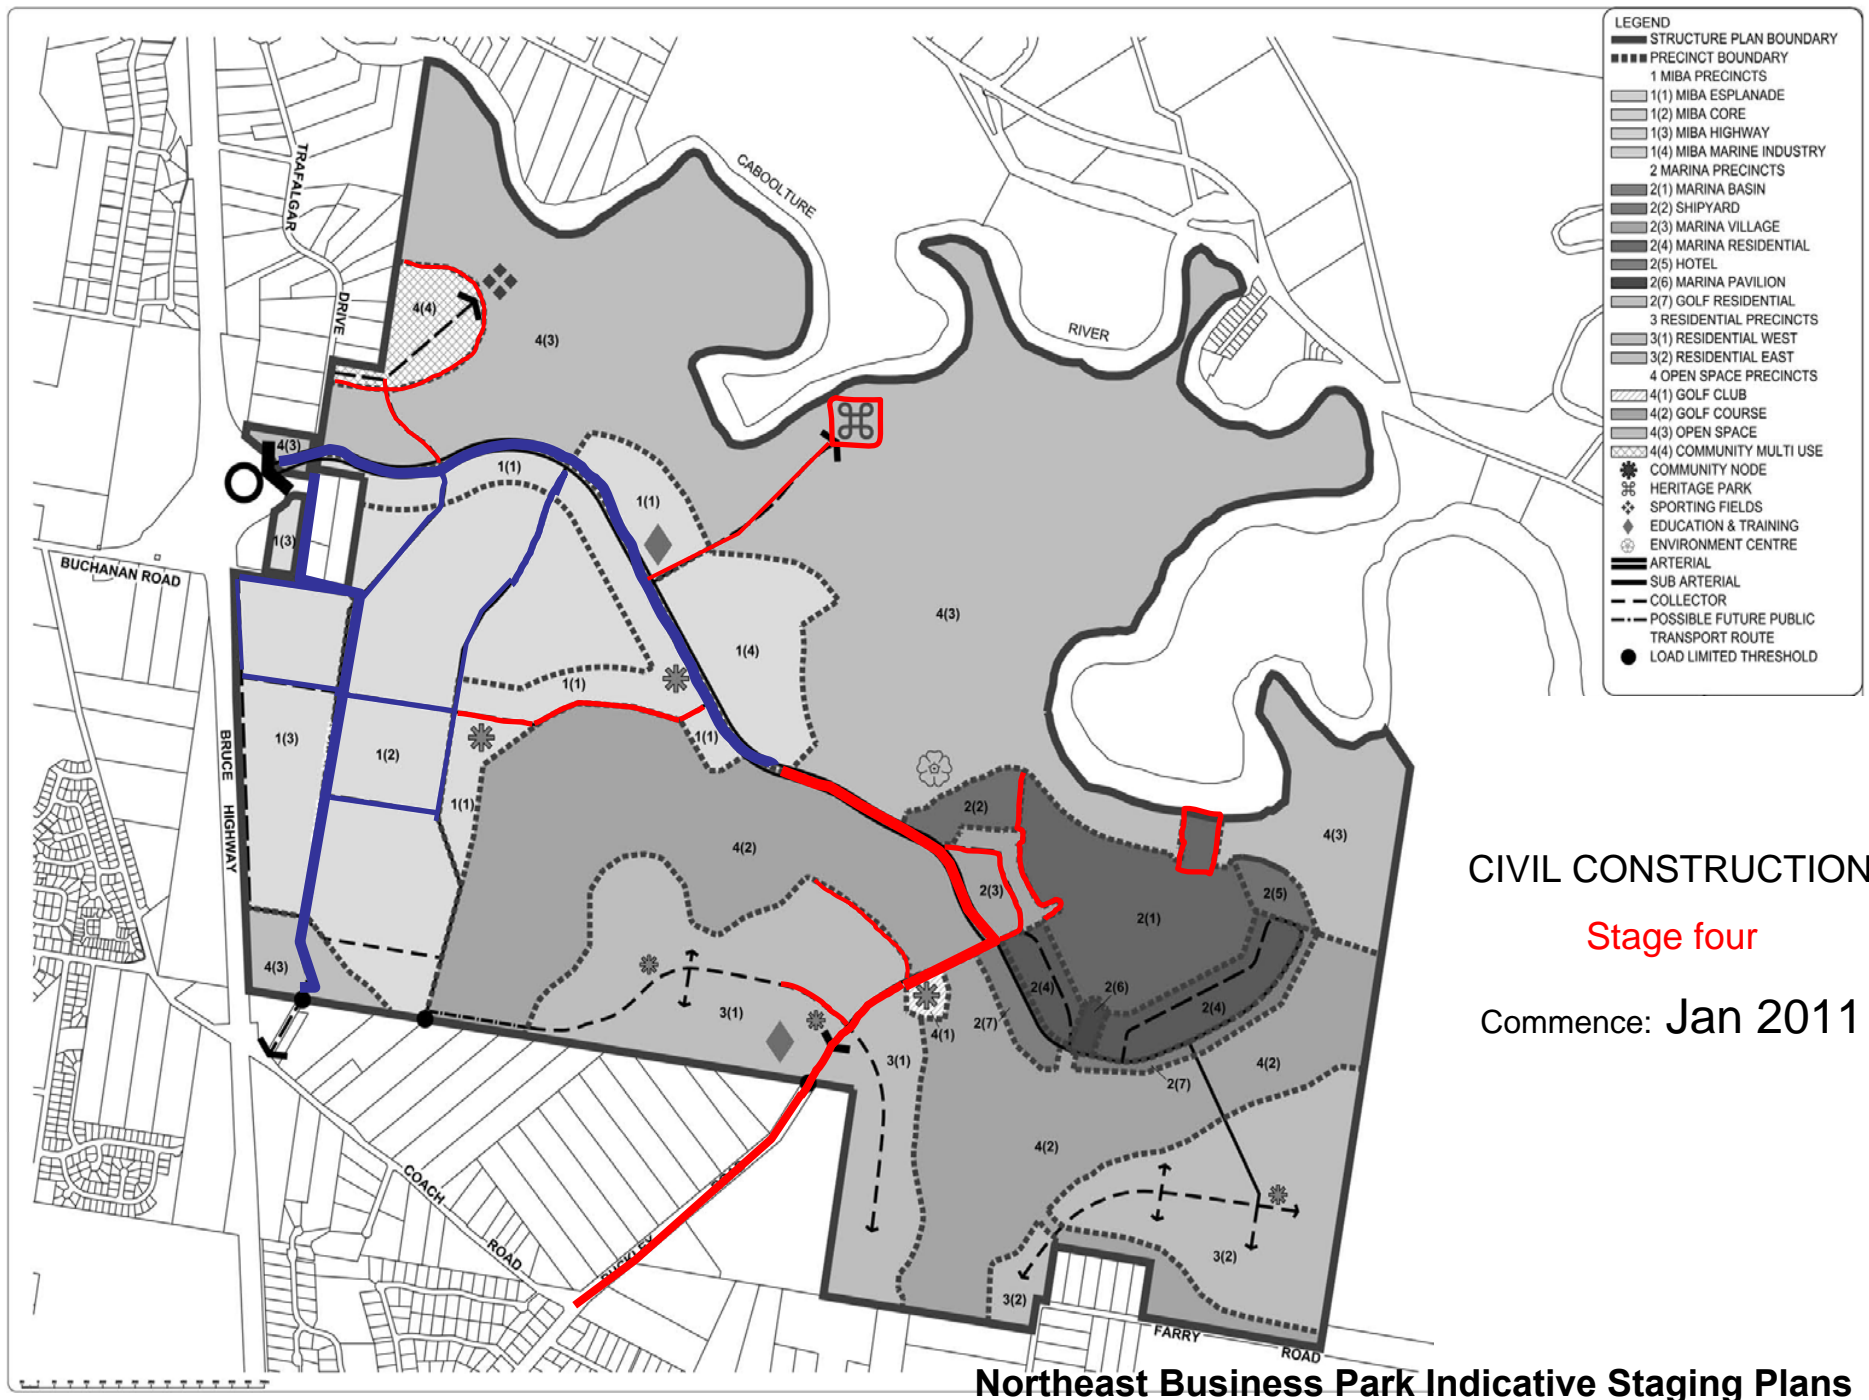 LEGEND
STRUCTURE PLAN BOUNDARY
PRECINCT BOUNDARY
1 MIBA PRECINCTS
1(1) MIBA ESPLANADE
1(2) MIBA CORE
1(3) MIBA HIGHWAY
1(4) MIBA MARINE INDUSTRY
2 MARINA PRECINCTS
2(1) MARINA BASIN
2(2) SHIPYARD
2(3) MARINA VILLAGE
2(4) MARINA RESIDENTIAL
2(5) HOTEL
2(6) MARINA PAVILION
2(7) GOLF RESIDENTIAL
3 RESIDENTIAL PRECINCTS
3(1) RESIDENTIAL WEST
3(2) RESIDENTIAL EAST
4 OPEN SPACE PRECINCTS
4(1) GOLF CLUB
4(2) GOLF COURSE
4(3) OPEN SPACE
4(4) COMMUNITY MULTI USE
COMMUNITY NODE
HERITAGE PARK
SPORTING FIELDS
EDUCATION & TRAINING
ENVIRONMENT CENTRE
ARTERIAL
SUB ARTERIAL
COLLECTOR
POSSIBLE FUTURE PUBLIC
TRANSPORT ROUTE
LOAD LIMITED THRESHOLD
TRAFALGAR
DRIVE
CABOOLTURE
RIVER
4(4)
4(3)
4(3)
1(1)
1(1)
1(3)
BUCHANAN ROAD
4(3)
1(4)
1(1)
1(1)
1(3)
1(2)
BRUCE
HIGHWAY
1(1)
2(2)
4(3)
4(2)
2(3)
2(5)
2(1)
4(3)
2(4)
2(6)
2(4)
3(1)
2(7)
4(1)
3(1)
4(2)
2(7)
4(2)
COACH
ROAD
3(2)
3(2)
FARRY
ROAD
CIVIL CONSTRUCTION
Stage four
Commence: Jan 2011
Northeast Business Park Indicative Staging Plans